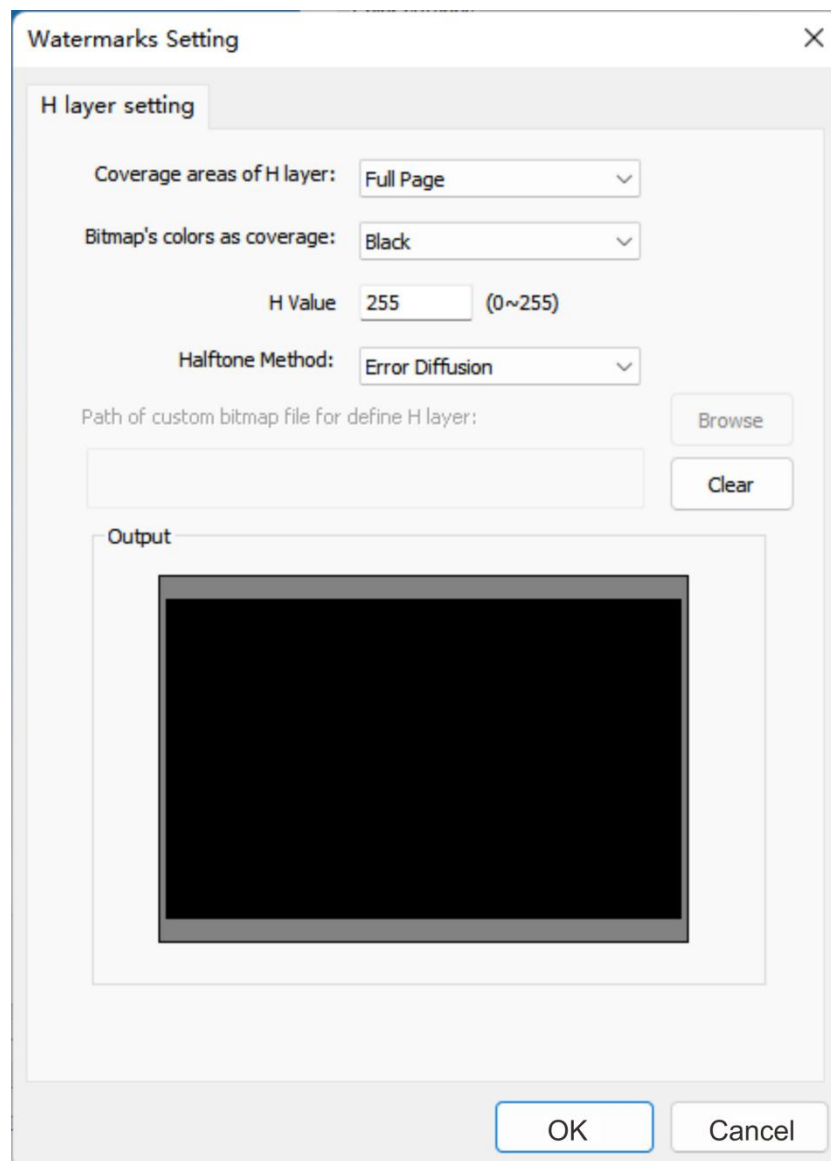 Watermarks Setting
H layer setting
Coverage areas of H layer: Full Page
Bitmap's colors as coverage: Black
H Value 255 (0~255)
Halftone Method: Error Diffusion
Path of custom bitmap file for define H layer: Browse
Clear
Output
OK Cancel